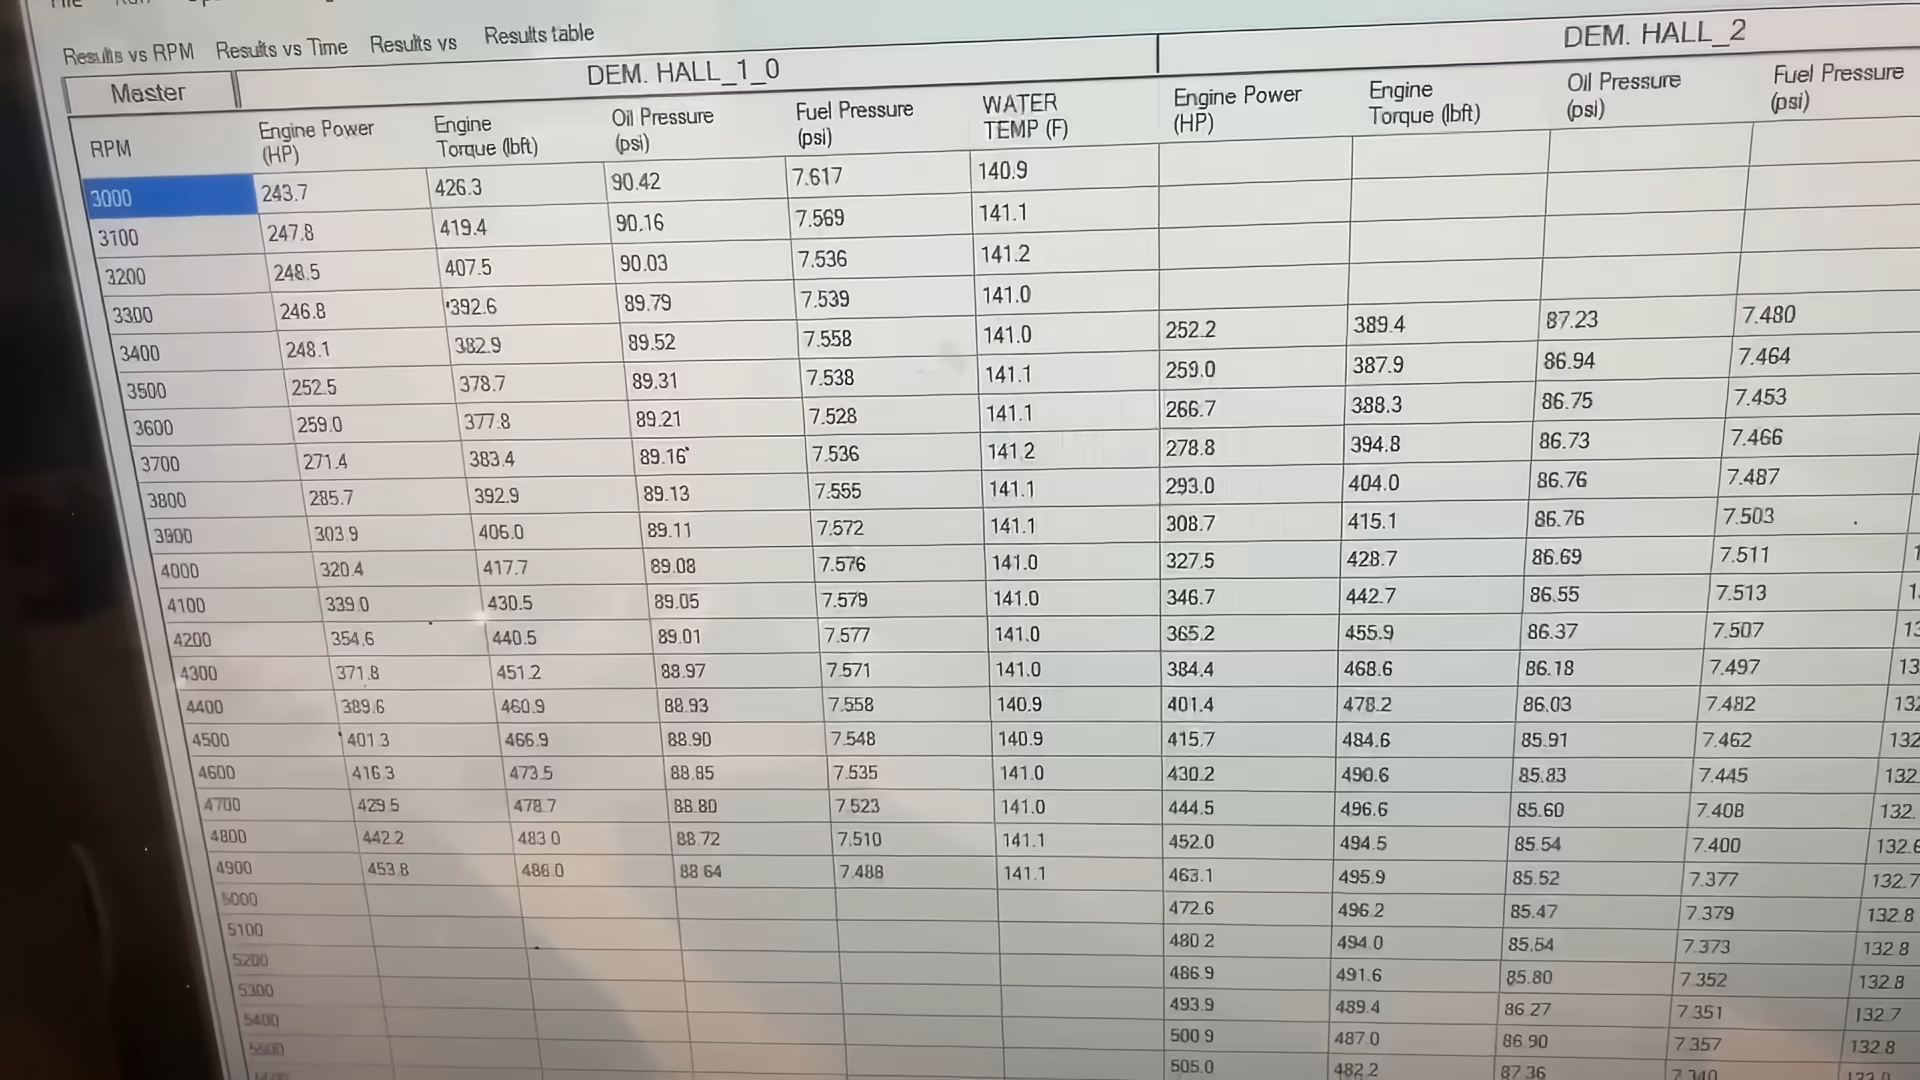 Results vs RPM Results vs Time Results vs Results table
Master DEM. HALL_1_0 DEM. HALL_2
RPM Engine Power (HP) Engine Torque (lbft) Oil Pressure (psi) Fuel Pressure (psi) WATER TEMP (F) Engine Power (HP) Engine Torque (lbft) Oil Pressure (psi) Fuel Pressure (psi)
3000 243.7 426.3 90.42 7.617 140.9
3100 247.8 419.4 90.16 7.569 141.1
3200 248.5 407.5 90.03 7.536 141.2
3300 246.8 392.6 89.79 7.539 141.0
3400 248.1 382.9 89.52 7.558 141.0 252.2 389.4 87.23 7.480
3500 252.5 378.7 89.31 7.538 141.1 259.0 387.9 86.94 7.464
3600 259.0 377.8 89.21 7.528 141.1 266.7 388.3 86.75 7.453
3700 271.4 383.4 89.16 7.536 141.2 278.8 394.8 86.73 7.466
3800 285.7 392.9 89.13 7.555 141.1 293.0 404.0 86.76 7.487
3900 303.9 406.0 89.11 7.572 141.1 308.7 415.1 86.76 7.503
4000 320.4 417.7 89.08 7.576 141.0 327.5 428.7 86.69 7.511
4100 339.0 430.5 89.05 7.579 141.0 346.7 442.7 86.55 7.513
4200 354.6 440.5 89.01 7.577 141.0 365.2 455.9 86.37 7.507
4300 371.8 451.2 88.97 7.571 141.0 384.4 468.6 86.18 7.497
4400 389.6 460.9 88.93 7.558 140.9 401.4 478.2 86.03 7.482 132
4500 401.3 466.9 88.90 7.548 140.9 415.7 484.6 85.91 7.462 132
4600 416.3 473.5 88.85 7.535 141.0 430.2 490.6 85.83 7.445 132.
4700 429.5 478.7 88.80 7.523 141.0 444.5 496.6 85.60 7.408 132.
4800 442.2 483.0 88.72 7.510 141.1 452.0 494.5 85.54 7.400 132.6
4900 453.8 486.0 88.64 7.488 141.1 463.1 495.9 85.52 7.377 132.7
5000 472.6 496.2 85.47 7.379 132.8
5100 480.2 494.0 85.54 7.373 132.8
5200 486.9 491.6 85.80 7.352 132.8
5300 493.9 489.4 86.27 7.351 132.7
5400 500.9 487.0 86.90 7.357 132.8
5500 505.0 482.2 87.36